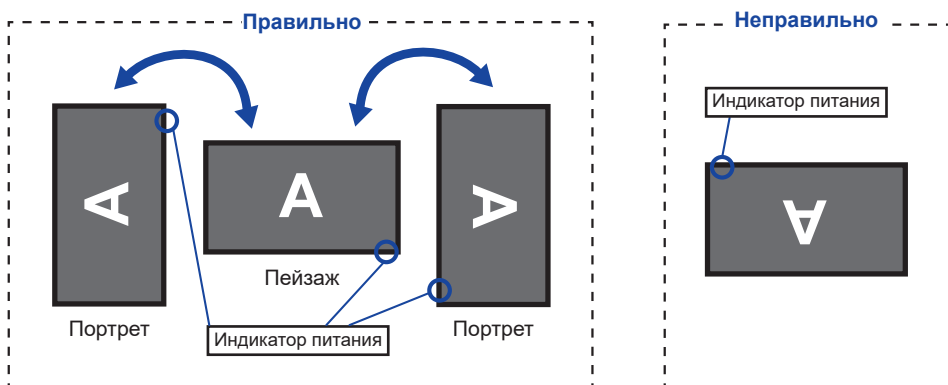 Правильно
Неправильно
Индикатор питания
A
A
A
A
Пейзаж
Портрет
Индикатор питания
Портрет